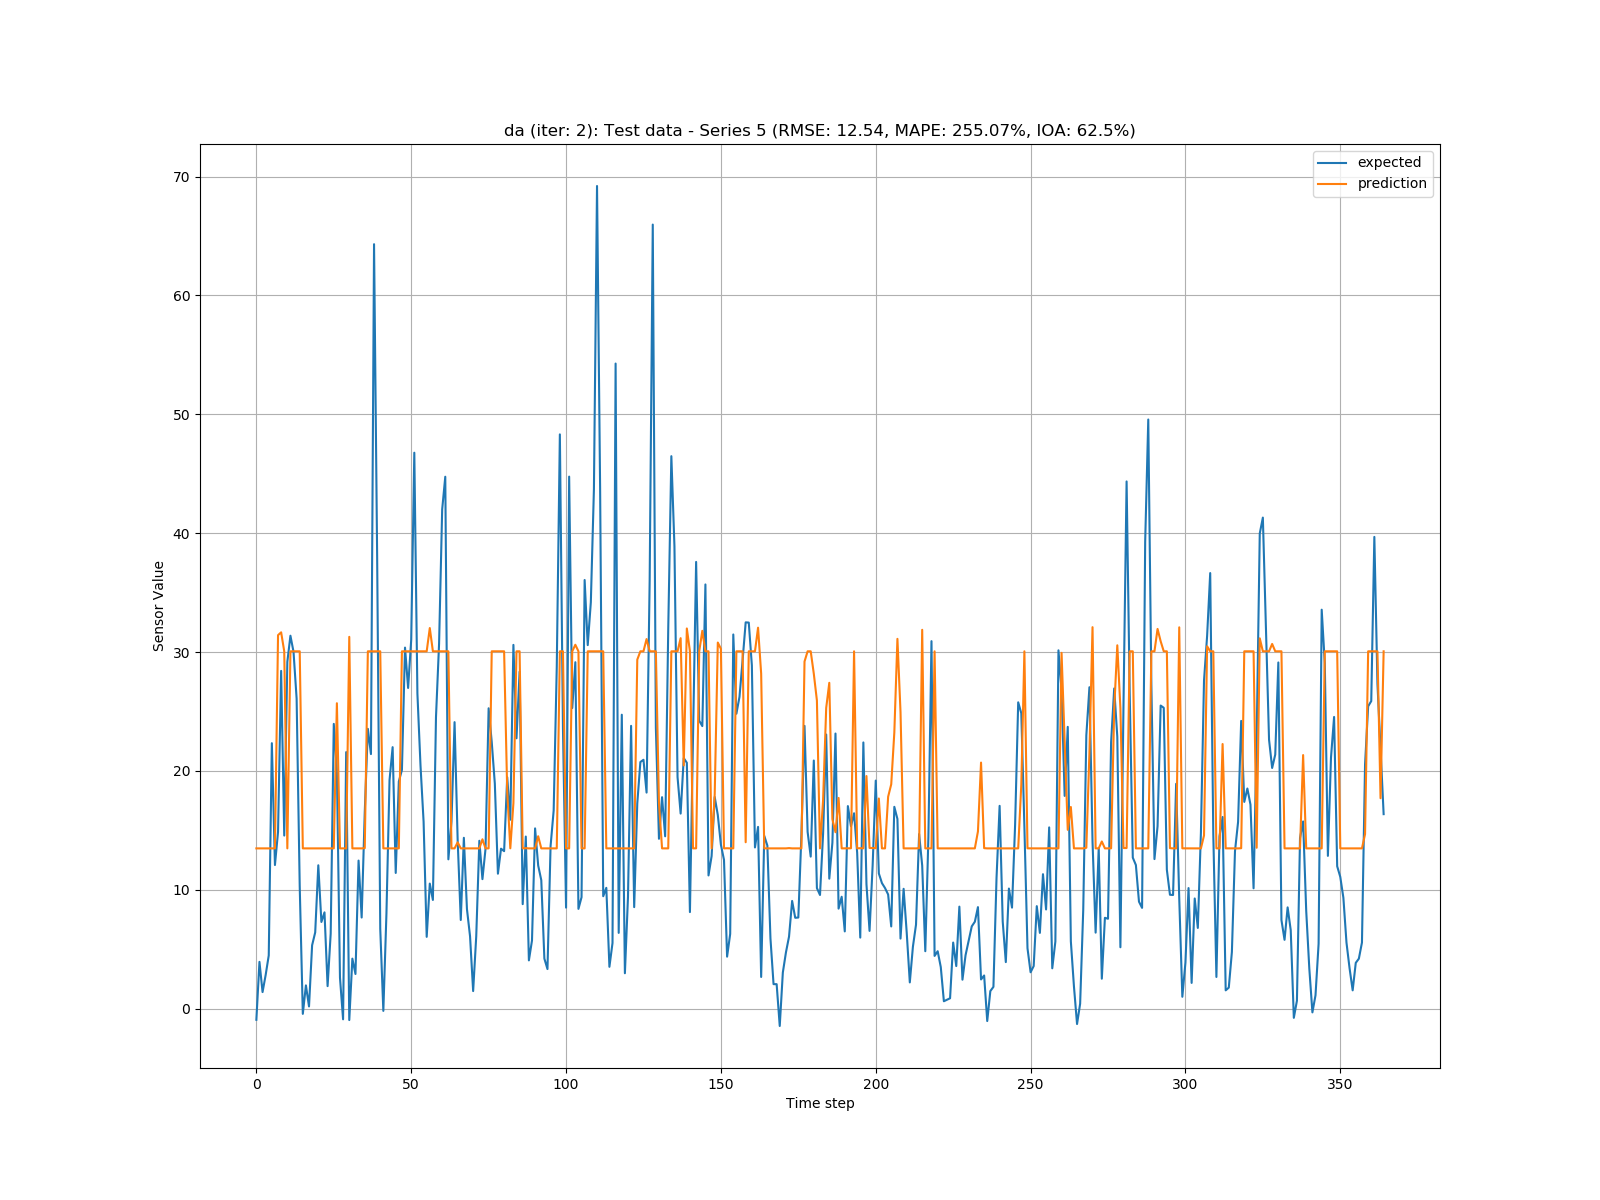 da (iter: 2): Test data - Series 5 (RMSE: 12.54, MAPE: 255.07%, IOA: 62.5%)
expected
prediction
70
60
50
40
30
20
10
0
Sensor Value
0 50 100 150 200 250 300 350
Time step